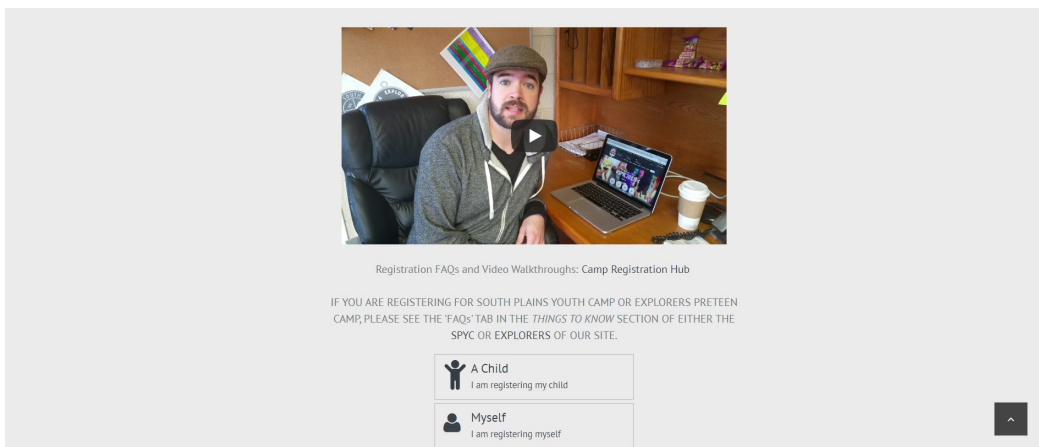 EXPLOR
Registration FAQs and Video Walkthroughs: Camp Registration Hub
IF YOU ARE REGISTERING FOR SOUTH PLAINS YOUTH CAMP OR EXPLORERS PRETEEN
CAMP, PLEASE SEE THE 'FAQs' TAB IN THE THINGS TO KNOW SECTION OF EITHER THE
SPYC OR EXPLORERS OF OUR SITE.
A Child
I am registering my child
Myself
I am registering myself